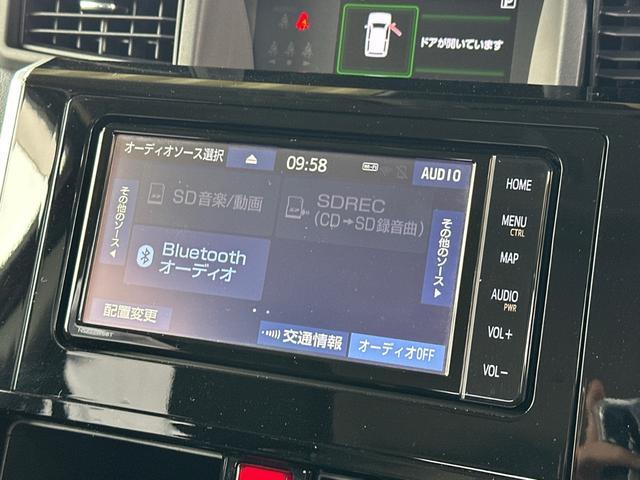 P
ドアが開いています
オーディオソース選択
09:58
Wi-Fi
AUDIO
その他のソース◀
SD音楽/動画
SDREC
(CD➡SD録音曲)
その他のソース▶
Bluetooth
オーディオ
配置変更
交通情報
オーディオOFF
HOME
MENU
CTRL
MAP
AUDIO
PWR
VOL+
VOL−